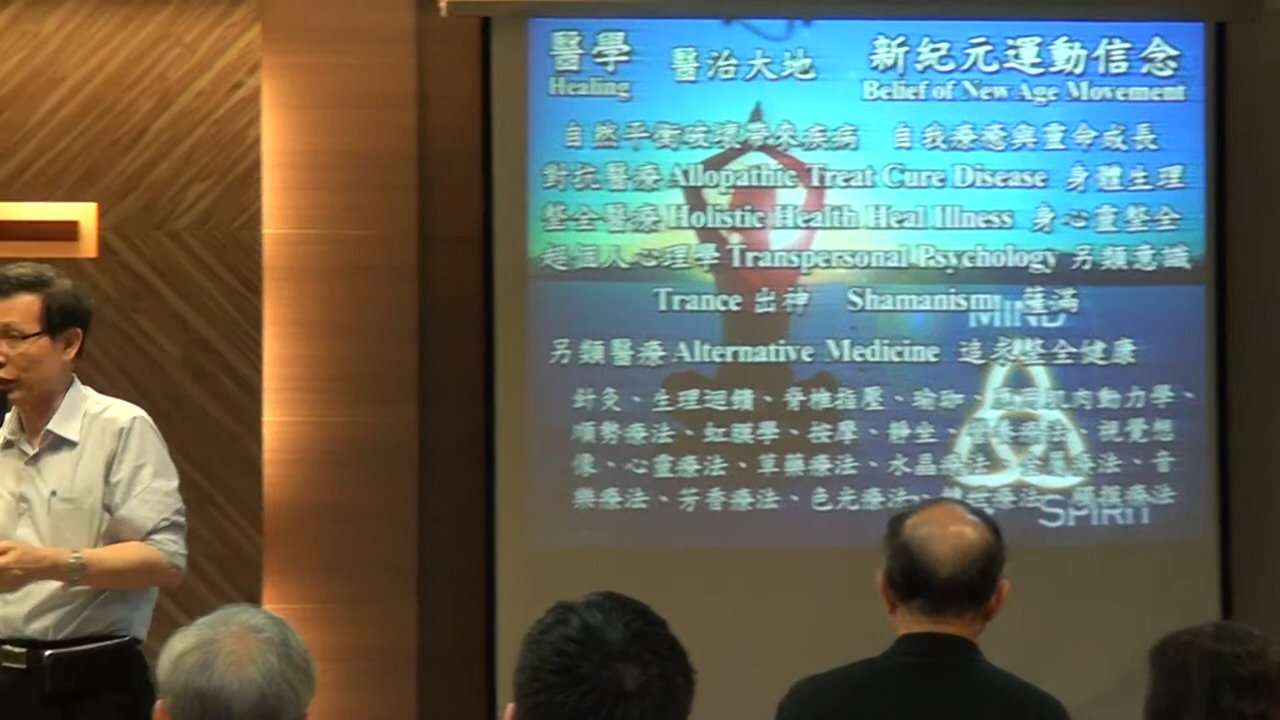 醫學 醫治大地 新紀元運動信念
Healing Belief of New Age Movement
自然平衡破壞帶來疾病 自我療癒與靈命成長
對抗醫療 Allopathic Treat Cure Disease 身體生理
整全醫療 Holistic Health Heal Illness 身心靈整全
超個人心理學 Transpersonal Psychology 另類意識
Trance 出神 Shamanism 薩滿
MIND
另類醫療 Alternative Medicine 追求整全健康
針灸、生理迴饋、脊椎指壓、瑜珈、應用肌肉動力學、
順勢療法、虹膜學、按摩、靜坐、視覺想
像、心靈療法、草藥療法、水晶療法、音
樂療法、芳香療法、色光療法、
SPIRIT